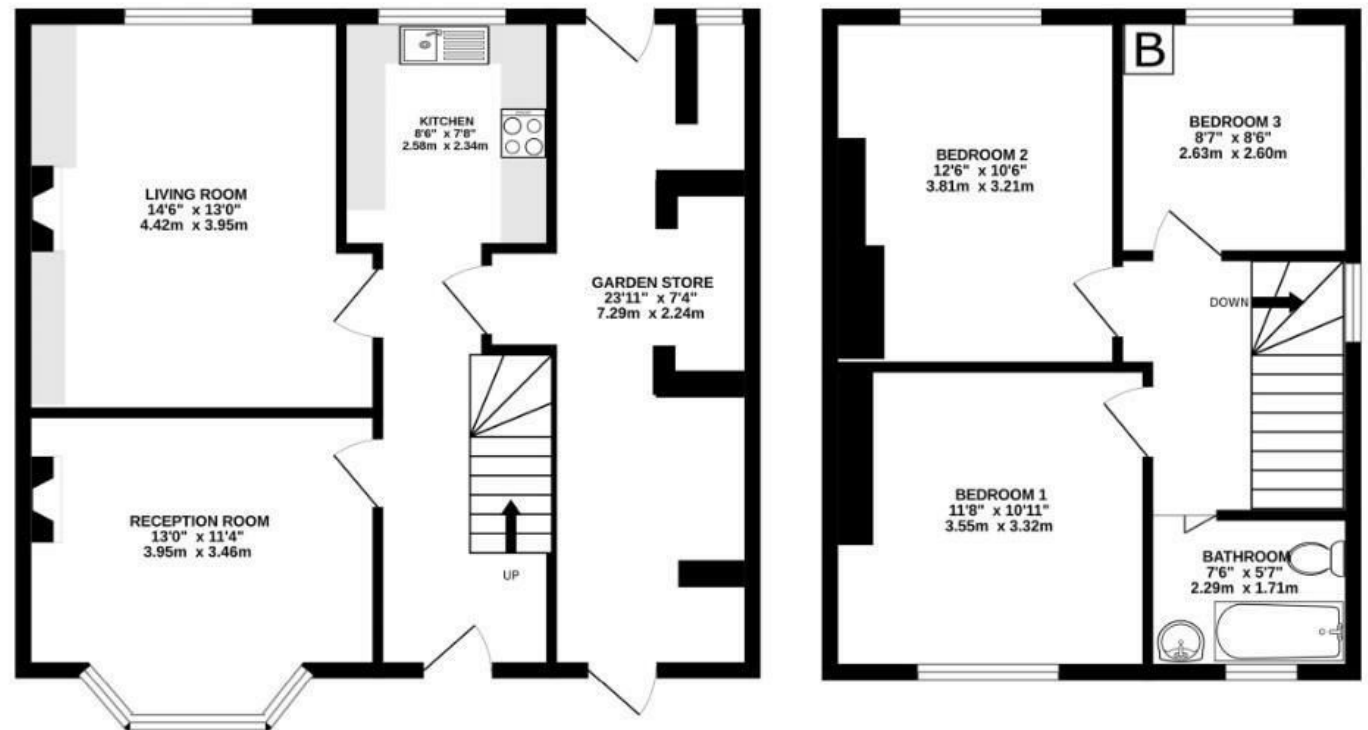 KITCHEN
8'6" x 7'8"
2.58m x 2.34m
LIVING ROOM
14'6" x 13'0"
4.42m x 3.95m
GARDEN STORE
23'11" x 7'4"
7.29m x 2.24m
RECEPTION ROOM
13'0" x 11'4"
3.95m x 3.46m
UP
B
BEDROOM 3
8'7" x 8'6"
2.63m x 2.60m
BEDROOM 2
12'6" x 10'6"
3.81m x 3.21m
DOWN
BEDROOM 1
11'8" x 10'11"
3.55m x 3.32m
BATHROOM
7'6" x 5'7"
2.29m x 1.71m